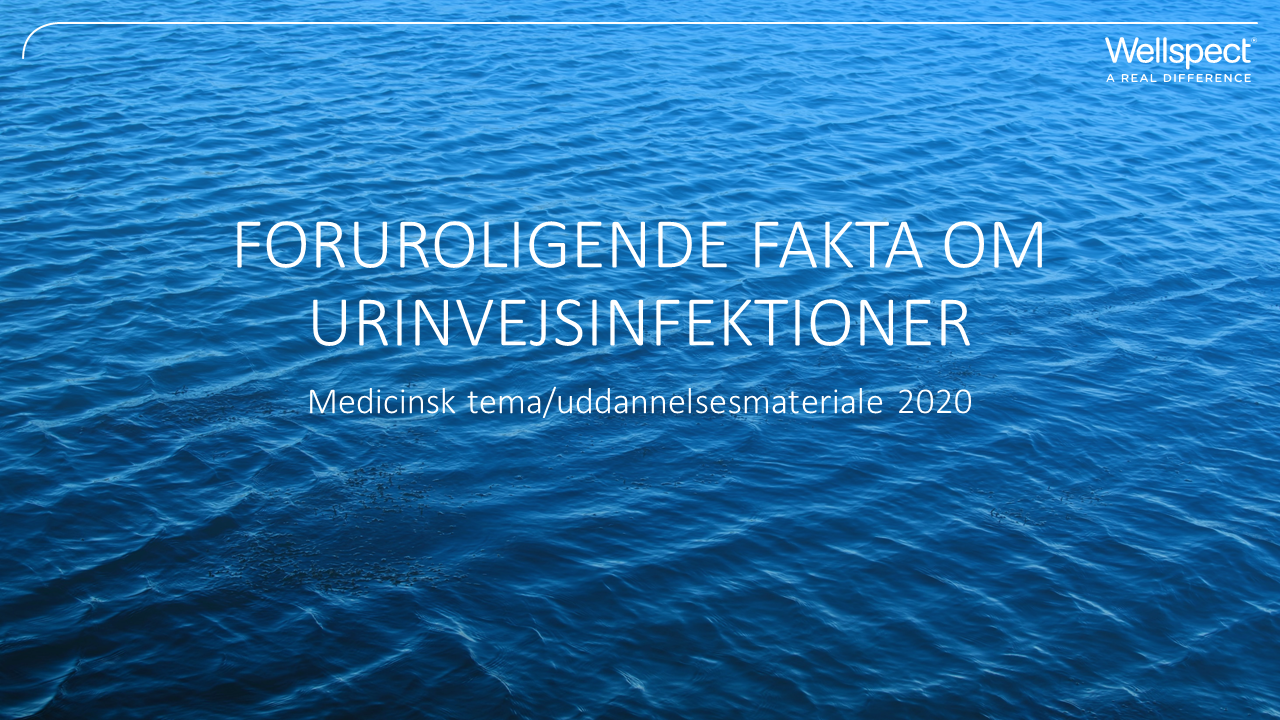 Wellspect®
A REAL DIFFERENCE
FORUROLIGENDE FAKTA OM
URINVEJSINFEKTIONER
Medicinsk tema/uddannelsesmateriale 2020